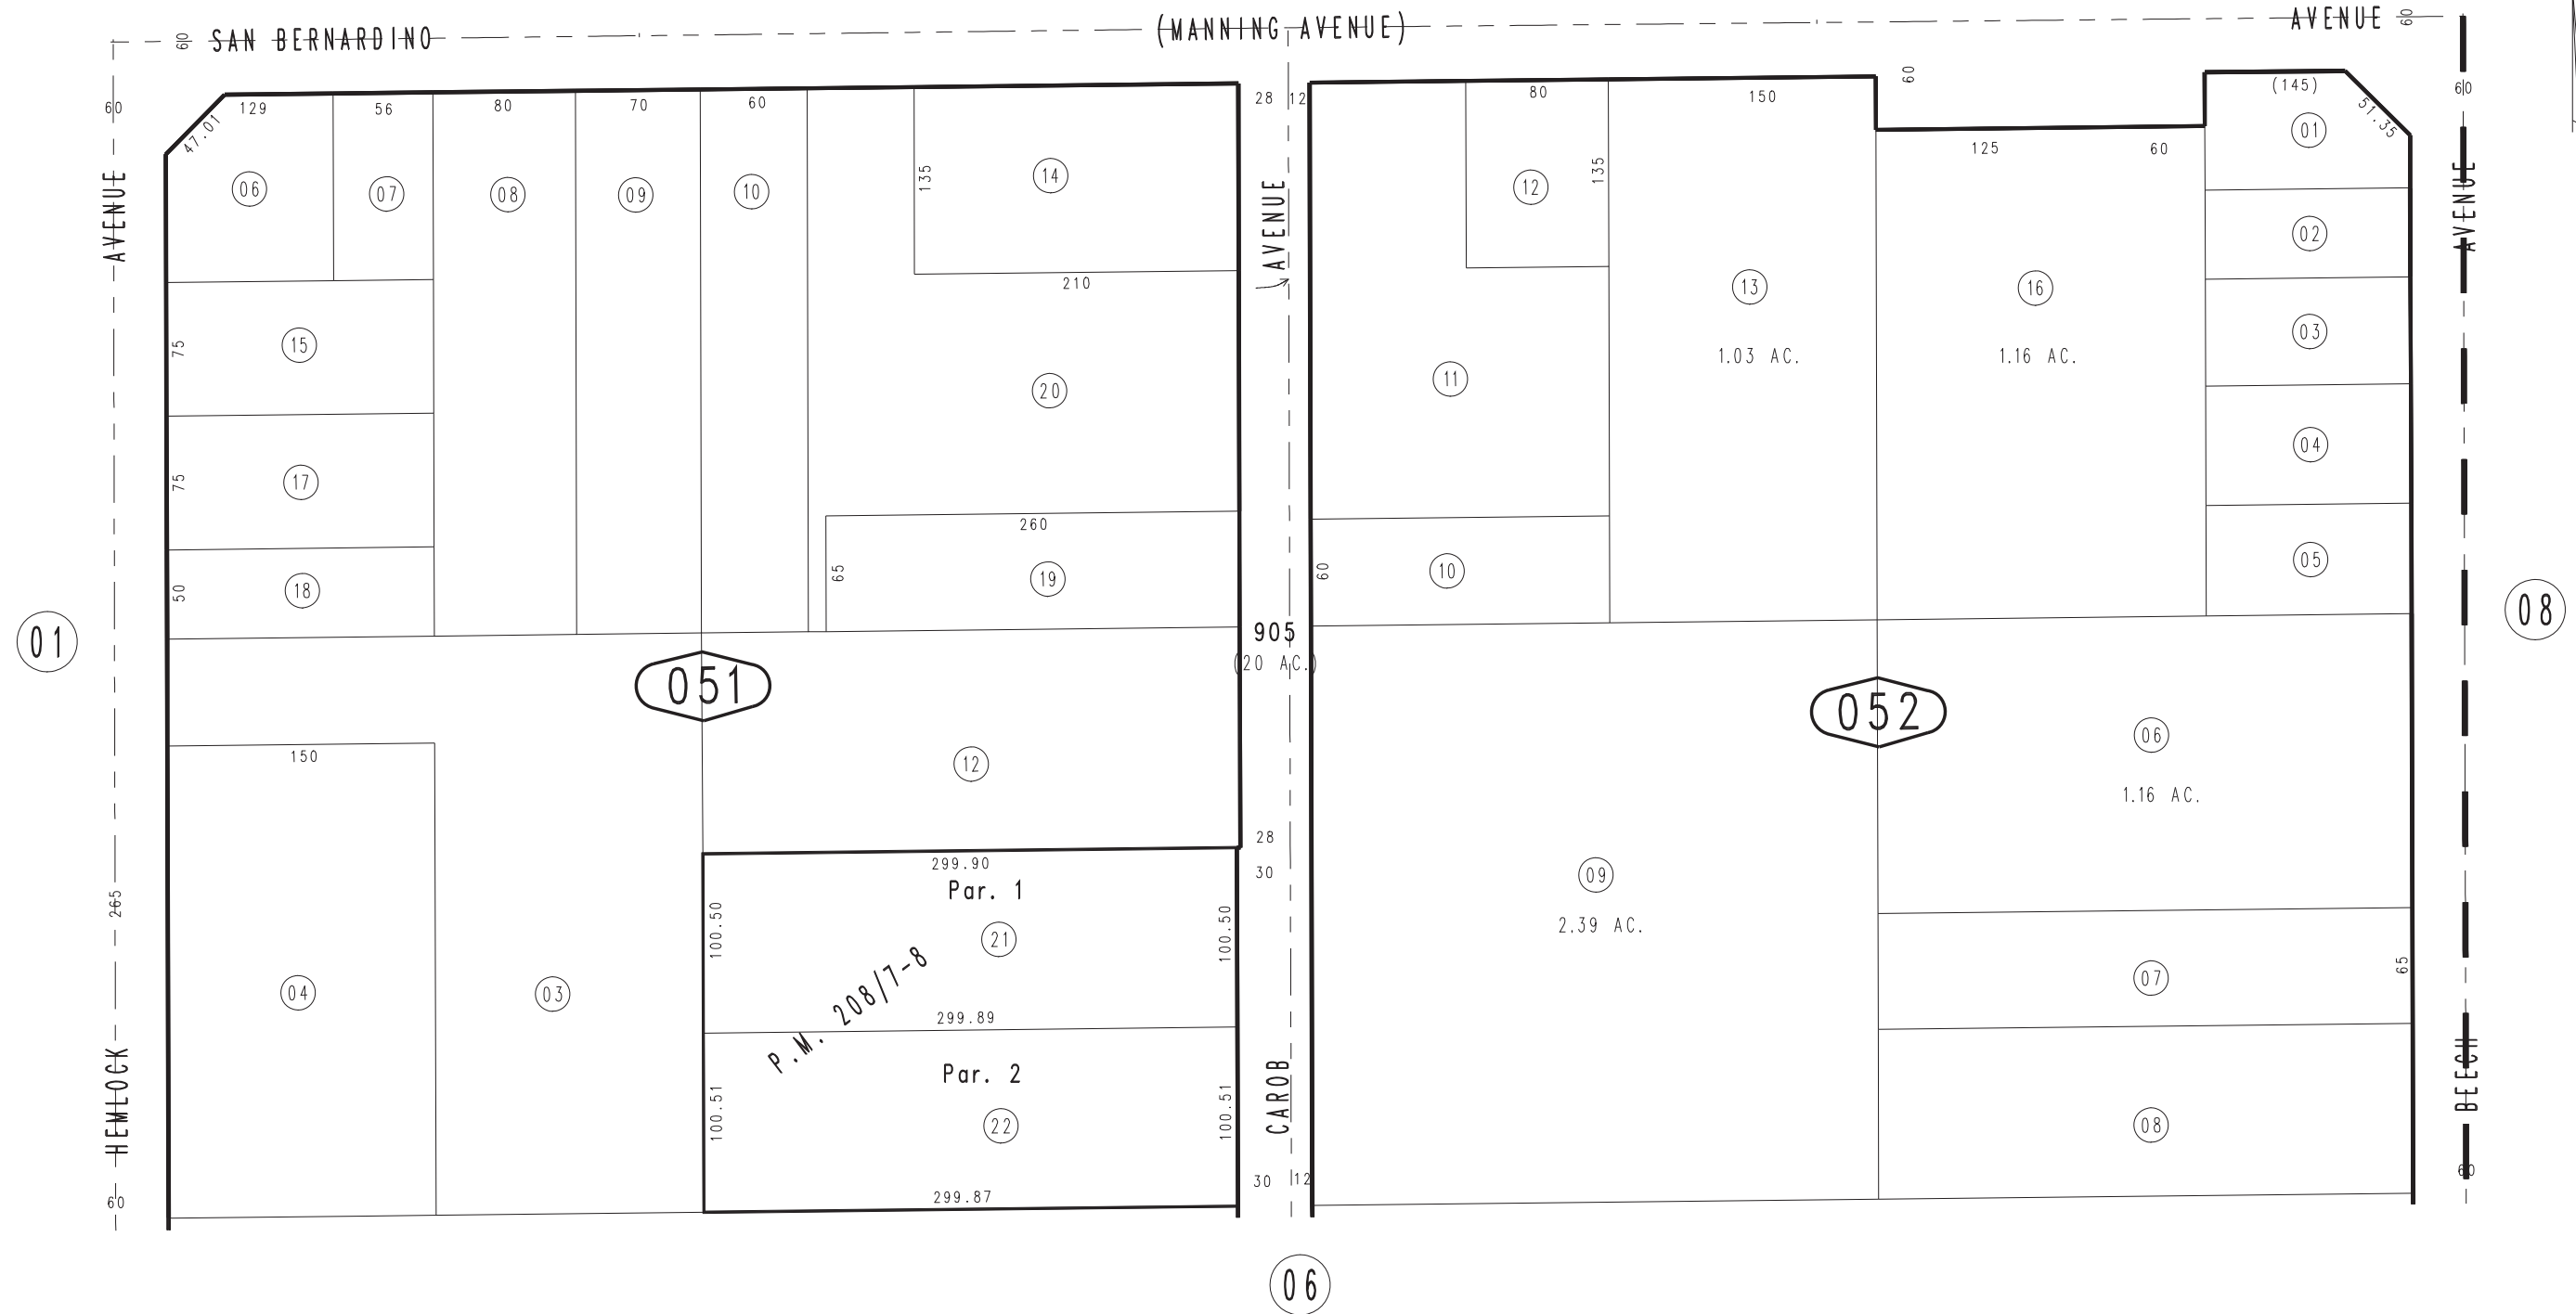 SAN BERNARDINO (MANNING AVENUE) AVENUE
60 60
60 129 56 80 70 60 28 12 80 150 60 (145) 60
47.01 51.35
AVENUE AVENUE AVENUE
06 07 08 09 10 135 14 12 135 01
125 60
02
210
13 16
15 75 03
1.03 AC. 1.16 AC.
20 11
04
17 75
260
65 19 60 10 05
18 50
905
(20 AC.)
01 08
051 052
150 12 06
1.16 AC.
28
299.90 30
Par. 1
09
2.39 AC.
265 100.50 21 100.50
P.M. 208/7-8
65
07
04 03
299.89
Par. 2
HEMLOCK CAROB BEECH
100.51 22 100.51 08
30 12 60
60 299.87
06